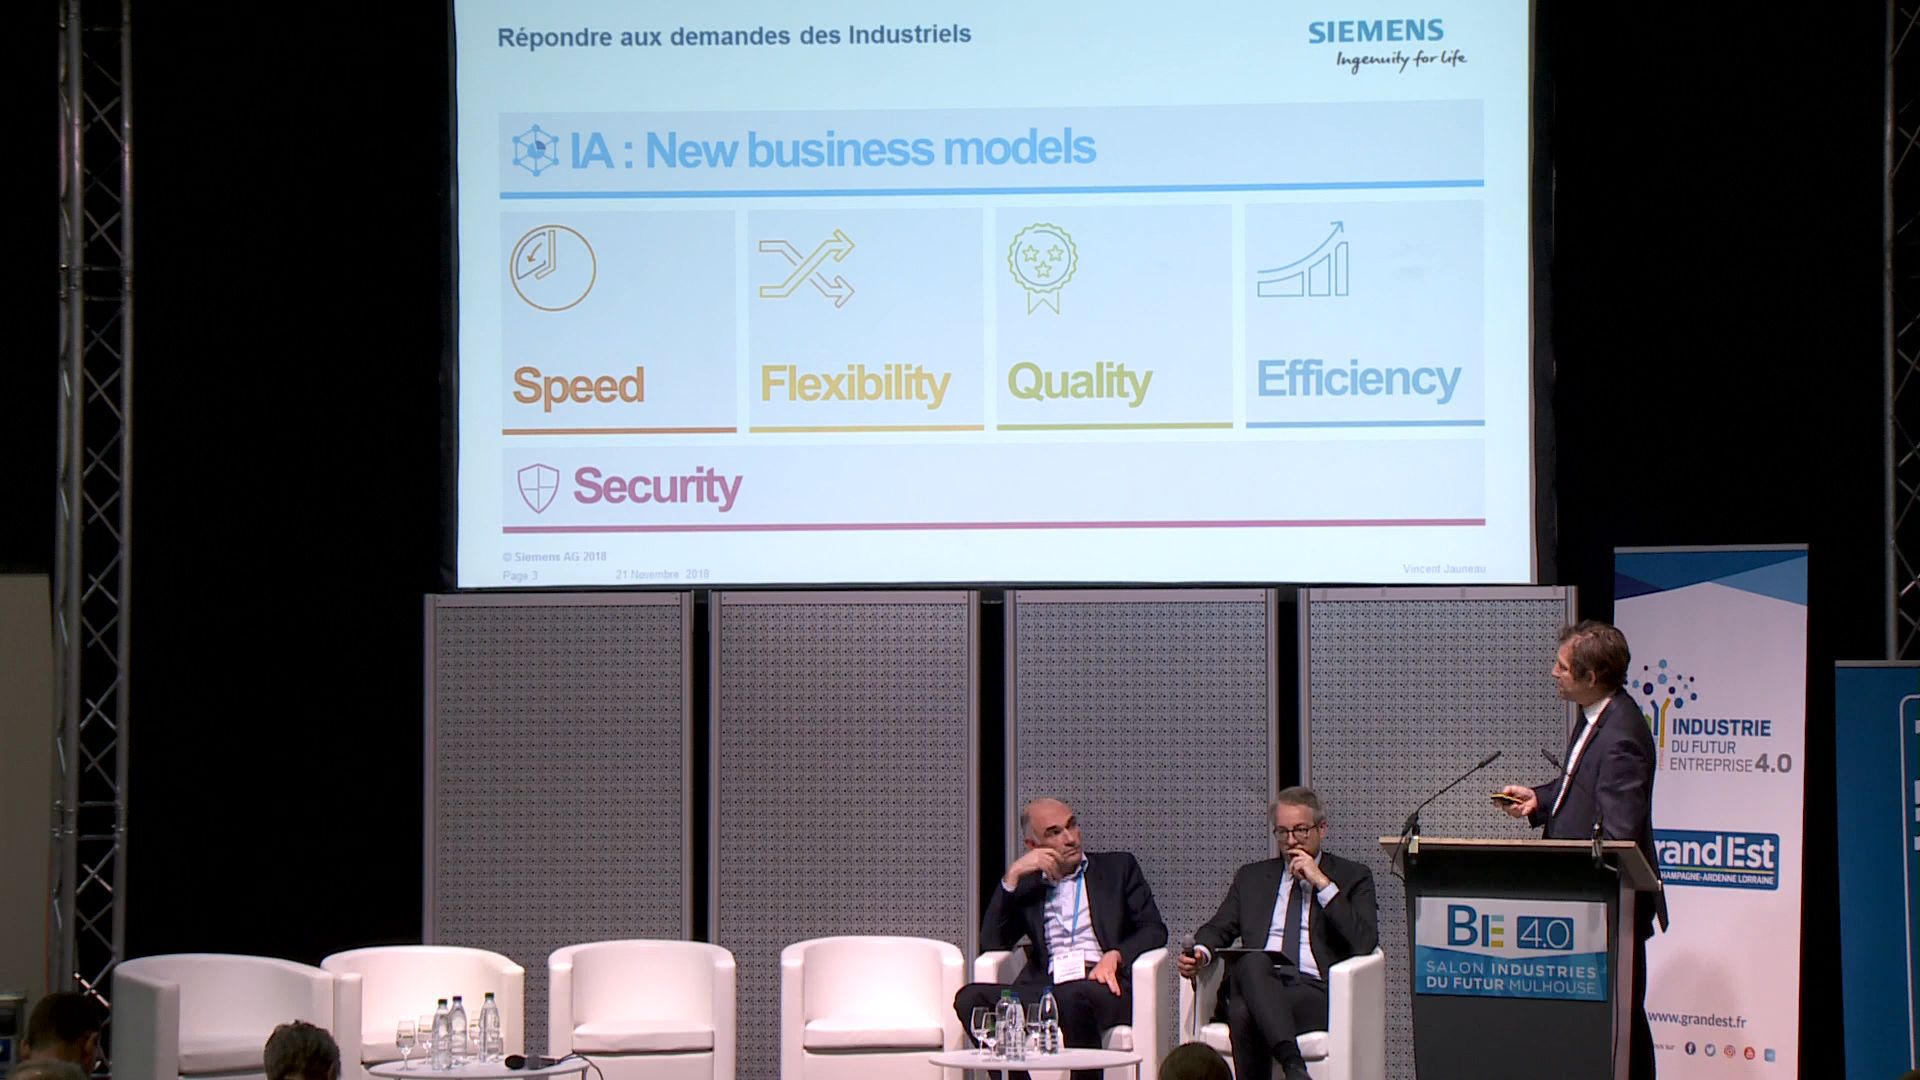 Répondre aux demandes des Industriels
SIEMENS
Ingenuity for life
IA : New business models
Speed
Flexibility
Quality
Efficiency
Security
© Siemens AG 2018
Page 3
21 Novembre 2018
Vincent Jauneau
INDUSTRIE
DU FUTUR
ENTREPRISE 4.0
randEst
HAMPAGNE-ARDENNE LORRAINE
BE 4.0
SALON INDUSTRIES
DU FUTUR MULHOUSE
www.grandest.fr